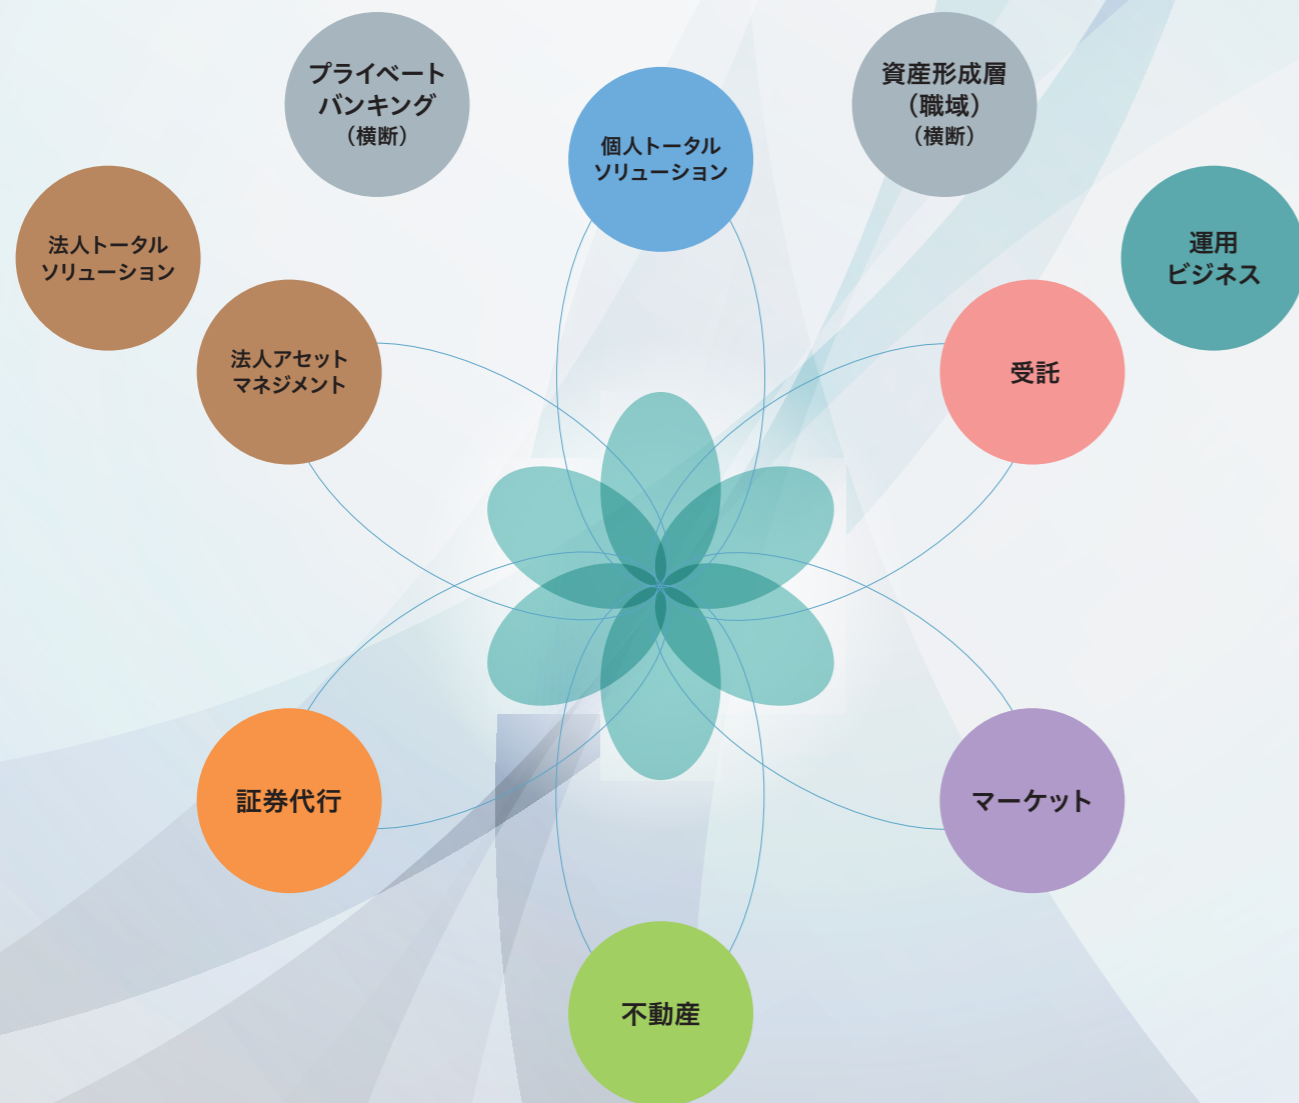 プライベート
バンキング
（横断）
個人トータル
ソリューション
資産形成層
（職域）
（横断）
法人トータル
ソリューション
運用
ビジネス
法人アセット
マネジメント
受託
証券代行
マーケット
不動産